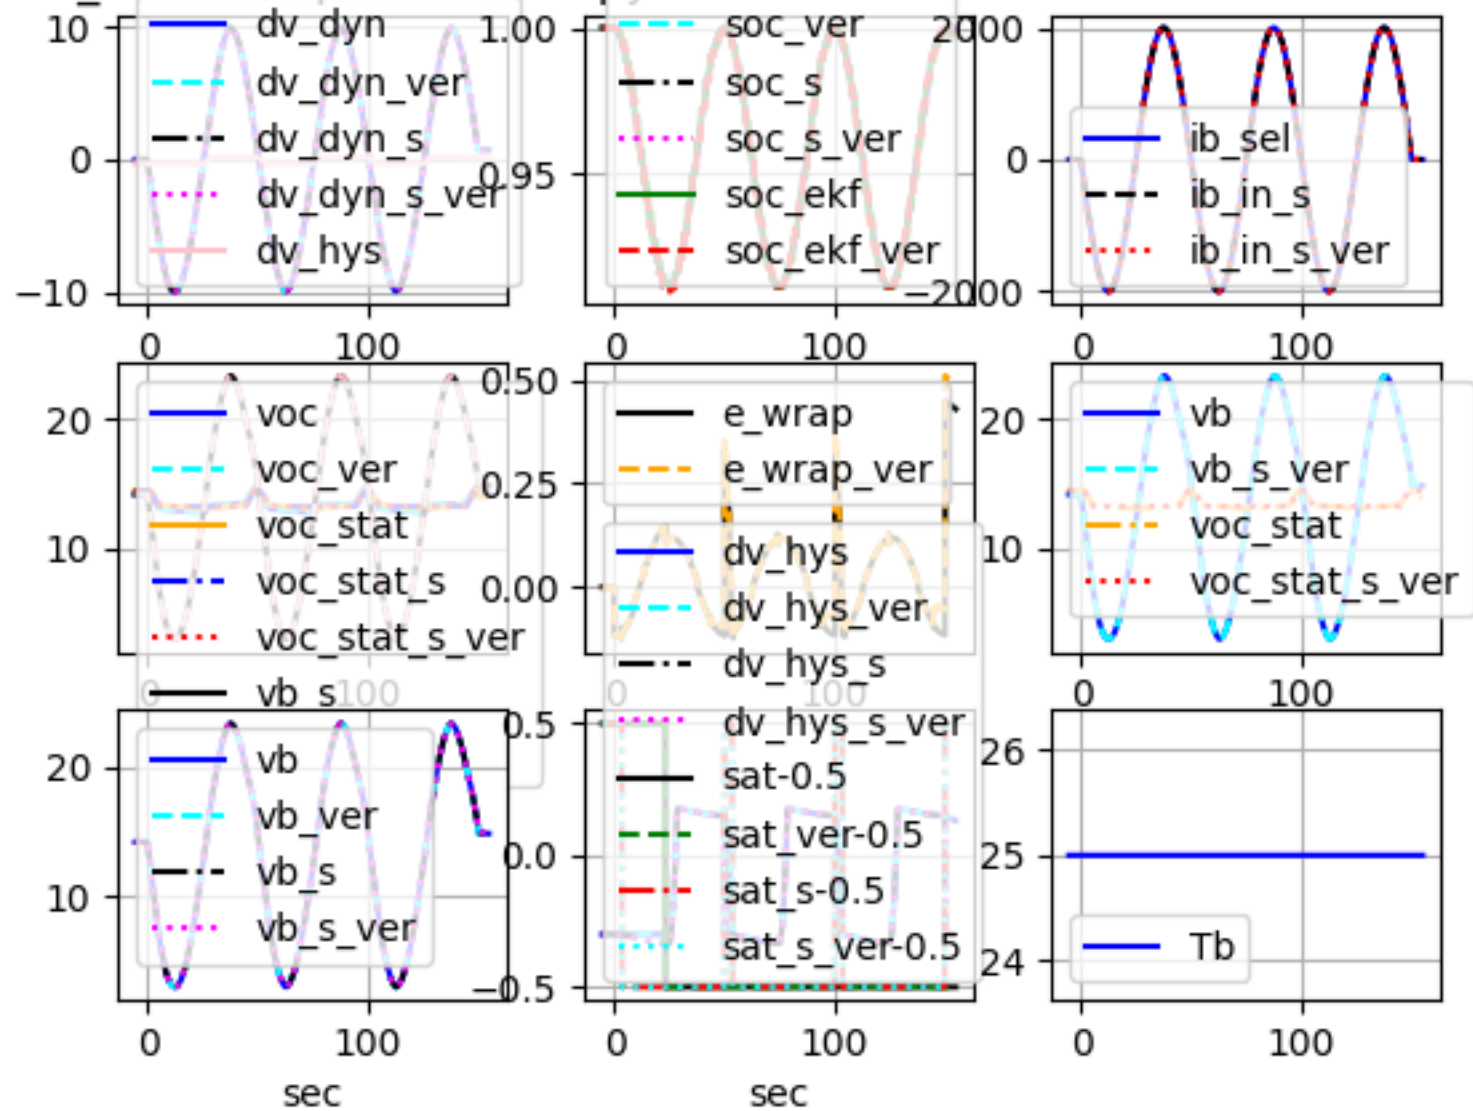 10
0
−10
dv_dyn
dv_dyn_ver
dv_dyn_s
dv_dyn_s_ver
dv_hys
0
100
1.00
0.95
soc_ver
soc_s
soc_s_ver
soc_ekf
soc_ekf_ver
0
100
2000
0
−2000
ib_sel
ib_in_s
ib_in_s_ver
0
100
20
10
voc
voc_ver
voc_stat
voc_stat_s
voc_stat_s_ver
vb_s
0
100
0.50
0.25
0.00
e_wrap
e_wrap_ver
0
100
20
10
vb
vb_s_ver
voc_stat
voc_stat_s_ver
0
100
20
10
vb
vb_ver
vb_s
vb_s_ver
0
100
sec
0.5
0.0
−0.5
dv_hys
dv_hys_ver
dv_hys_s
dv_hys_s_ver
sat-0.5
sat_ver-0.5
sat_s-0.5
sat_s_ver-0.5
0
100
sec
26
25
24
Tb
0
100